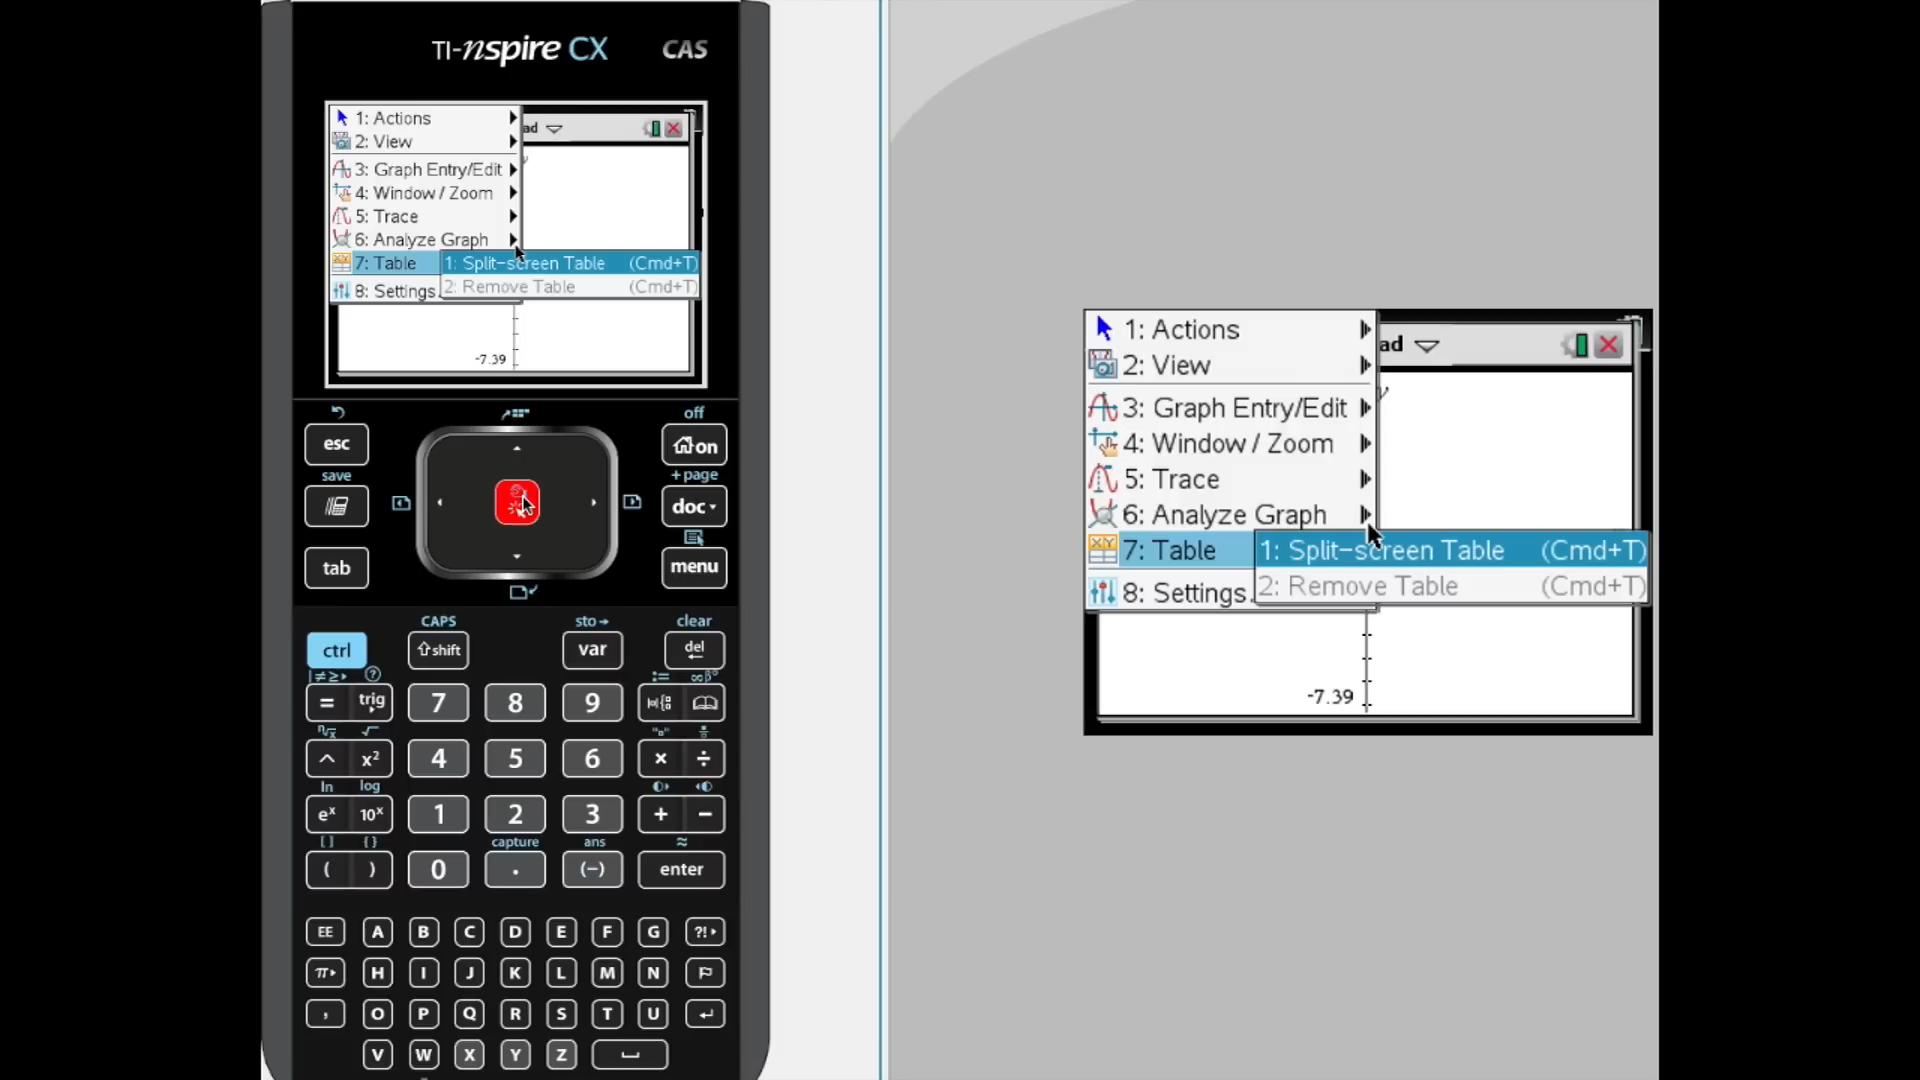 TI-nspire CX CAS
1: Actions
2: View
3: Graph Entry/Edit
4: Window / Zoom
5: Trace
6: Analyze Graph
7: Table
8: Settings.
1: Split-screen Table (Cmd+T)
2: Remove Table (Cmd+T)
ad
y
-7.39
off
esc
on
save
+page
doc
tab
menu
CAPS sto→ clear
ctrl ⇧shift var del
|≠≥▸ ? := ∞β°
= trig 7 8 9
ⁿ√x √ "□"
^ x² 4 5 6 × ÷
ln log
eˣ 10ˣ 1 2 3 + −
[ ] { } capture ans ≈
( ) 0 . (−) enter
EE A B C D E F G ?!▸
π▸ H I J K L M N
, O P Q R S T U ↵
V W X Y Z
1: Actions
2: View
3: Graph Entry/Edit
4: Window / Zoom
5: Trace
6: Analyze Graph
7: Table
8: Settings.
1: Split-screen Table (Cmd+T)
2: Remove Table (Cmd+T)
ad
y
-7.39